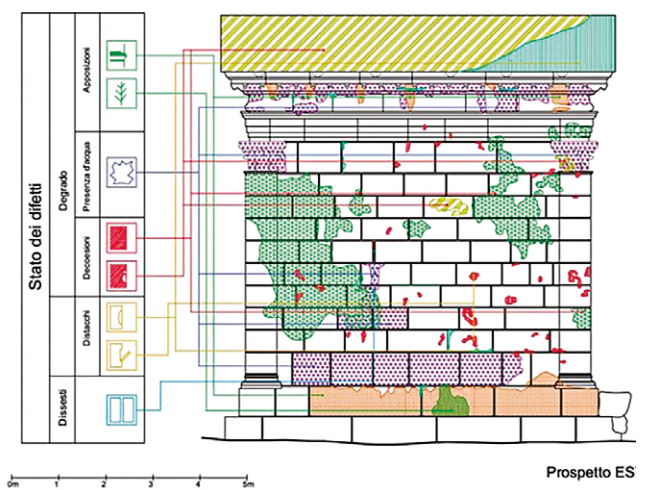 Stato dei difetti
Degrado
Dissesti
Apposizioni
Presenza d'acqua
Decoesioni
Distacchi
0m 1 2 3 4 5m
Prospetto ES